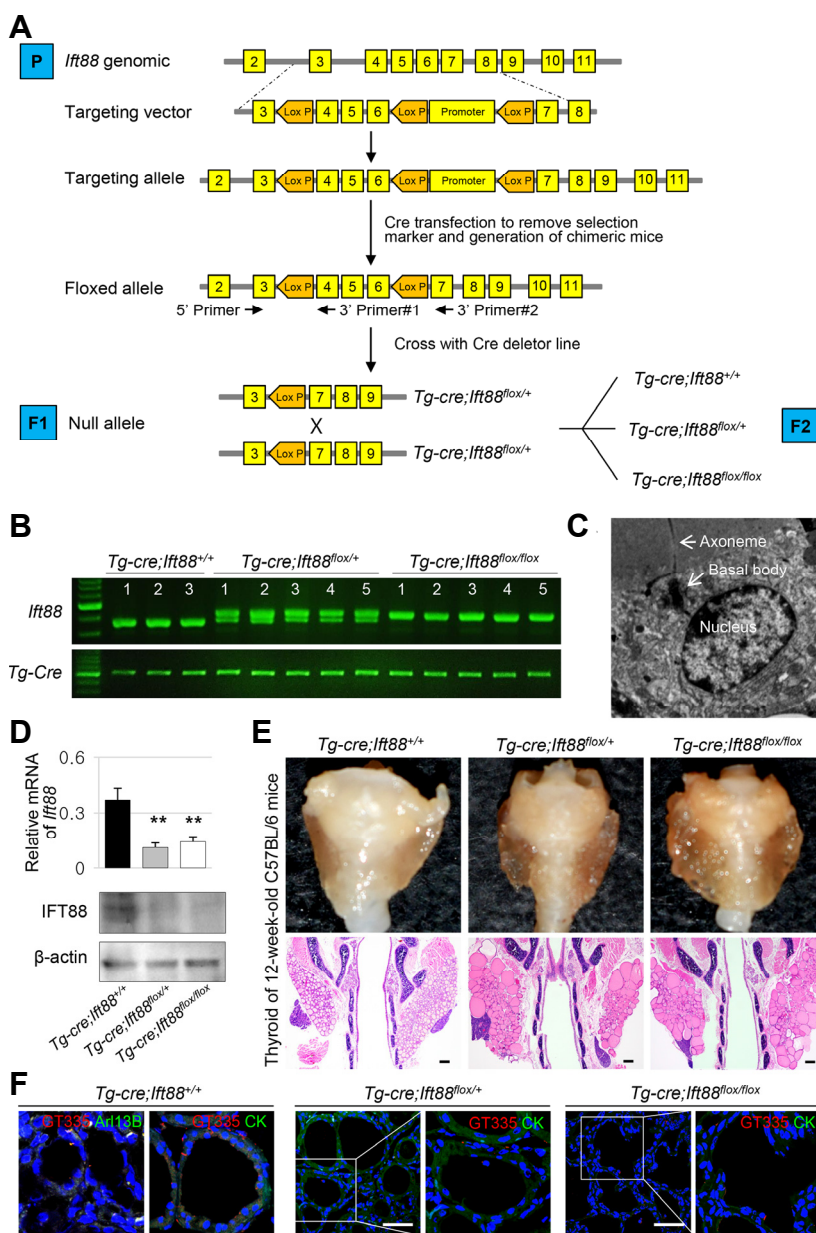 A
P Ift88 genomic 2 3 4 5 6 7 8 9 10 11
Targeting vector 3 Lox P 4 5 6 Lox P Promoter Lox P 7 8
Targeting allele 2 3 Lox P 4 5 6 Lox P Promoter Lox P 7 8 9 10 11
Cre transfection to remove selection
marker and generation of chimeric mice
Floxed allele 2 3 Lox P 4 5 6 Lox P 7 8 9 10 11
5' Primer 3' Primer#1 3' Primer#2
Cross with Cre deletor line
3 Lox P 7 8 9 Tg-cre;Ift88flox/+
F1 Null allele X
3 Lox P 7 8 9 Tg-cre;Ift88flox/+
Tg-cre;Ift88+/+
Tg-cre;Ift88flox/+
Tg-cre;Ift88flox/flox
F2
B
Tg-cre;Ift88+/+ Tg-cre;Ift88flox/+ Tg-cre;Ift88flox/flox
1 2 3 1 2 3 4 5 1 2 3 4 5
Ift88
Tg-Cre
C
Axoneme
Basal body
Nucleus
D
Relative mRNA
of Ift88
0.6
0.3
0
** **
IFT88
β-actin
Tg-cre;Ift88+/+
Tg-cre;Ift88flox/+
Tg-cre;Ift88flox/flox
E
Tg-cre;Ift88+/+ Tg-cre;Ift88flox/+ Tg-cre;Ift88flox/flox
Thyroid of 12-week-old C57BL/6 mice
F
Tg-cre;Ift88+/+ Tg-cre;Ift88flox/+ Tg-cre;Ift88flox/flox
GT335 Arl13B GT335 CK GT335 CK GT335 CK